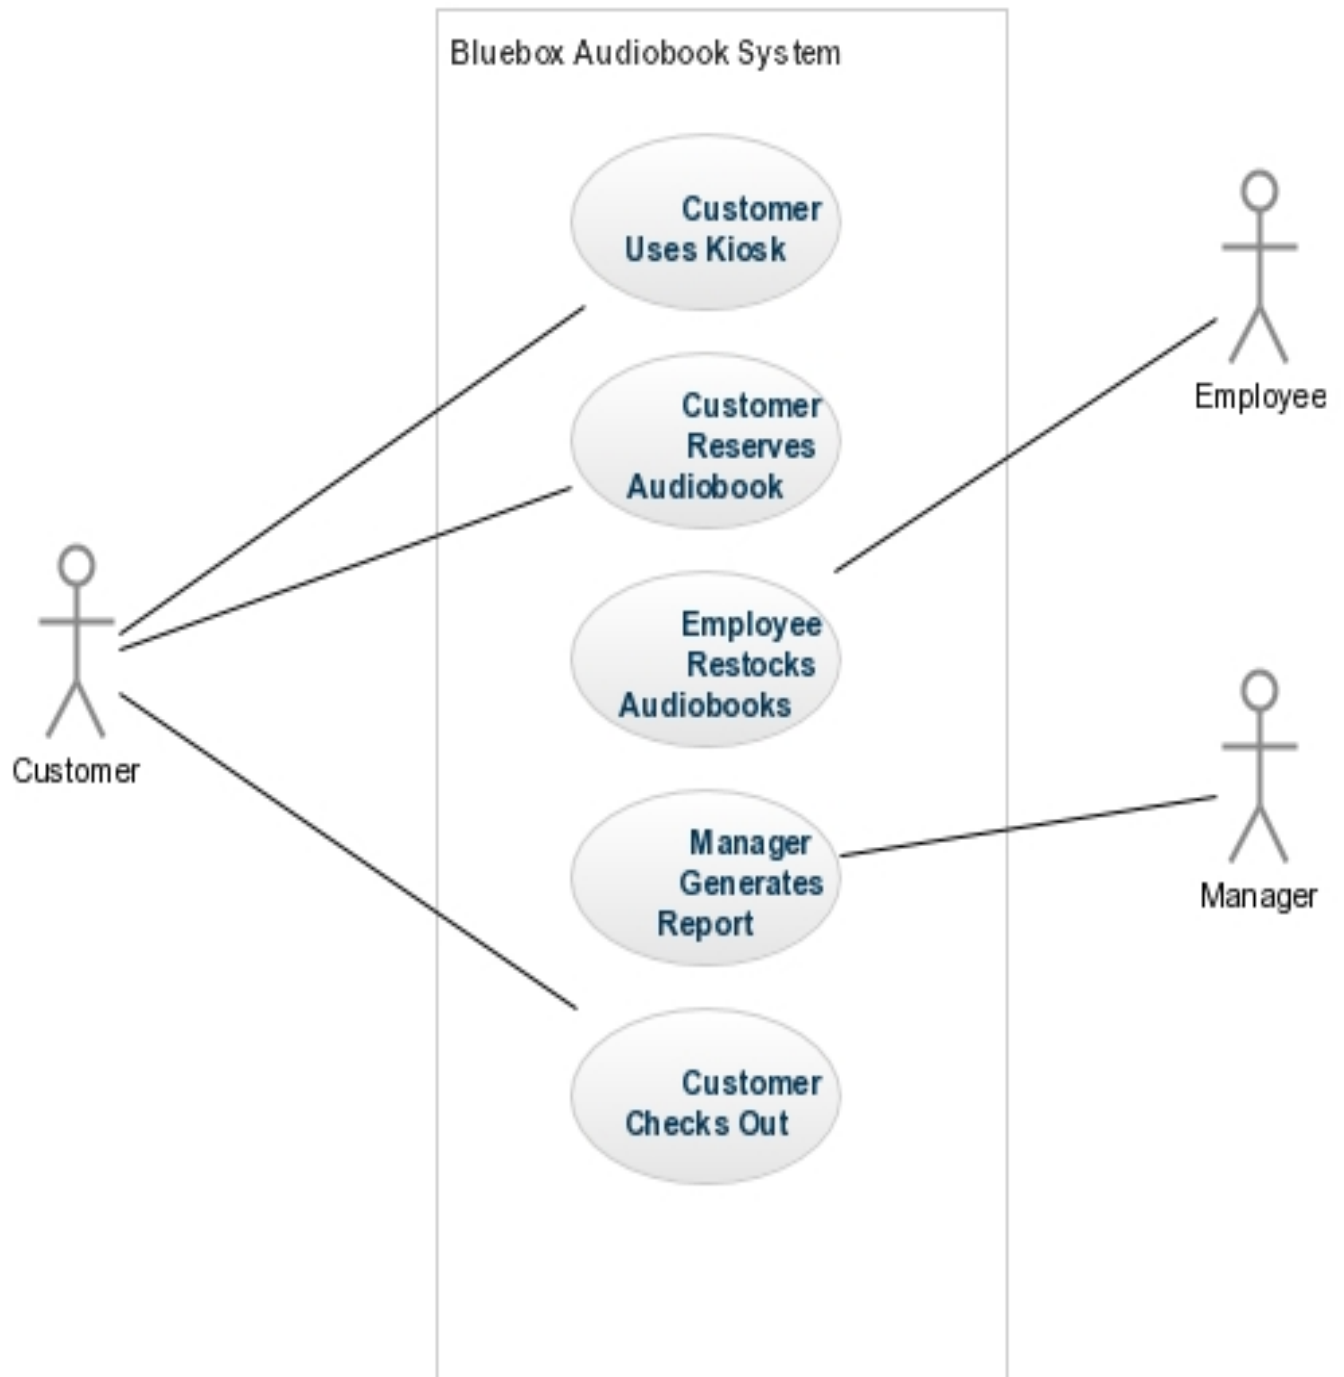 Bluebox Audiobook System
Customer
Uses Kiosk
Customer
Reserves
Audiobook
Employee
Restocks
Audiobooks
Manager
Generates
Report
Customer
Checks Out
Customer
Employee
Manager